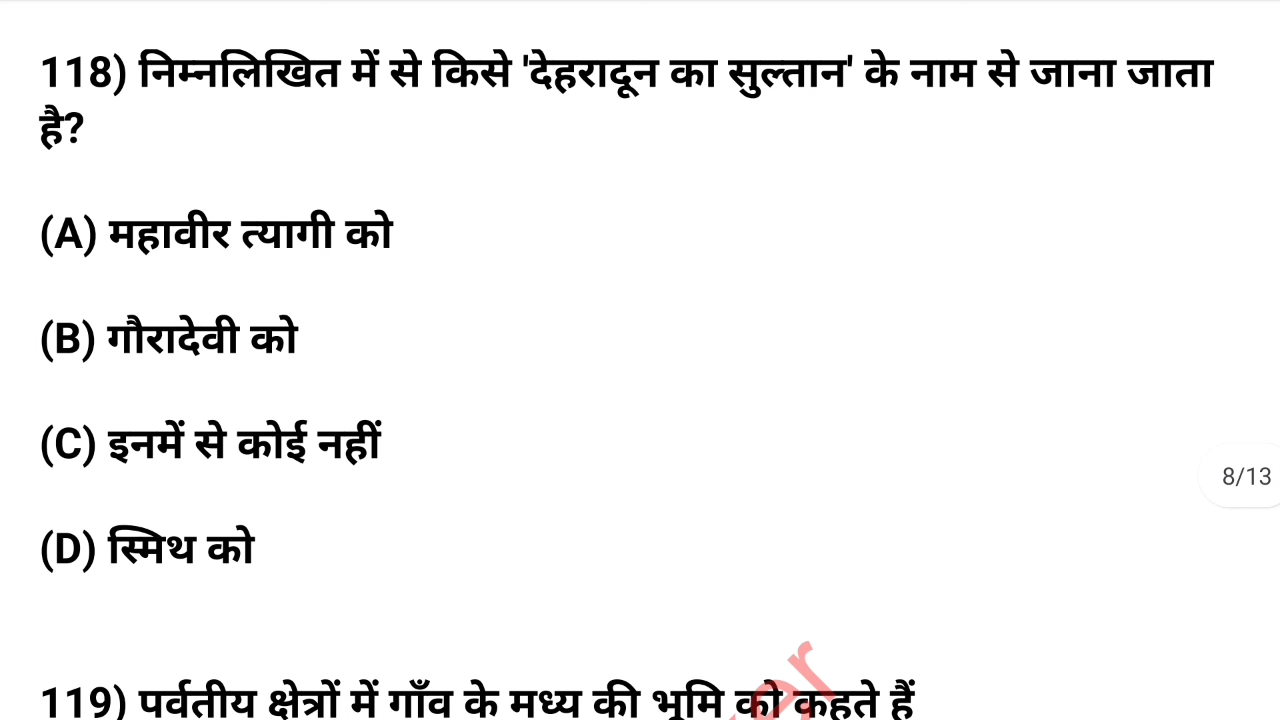 118) निम्नलिखित में से किसे 'देहरादून का सुल्तान' के नाम से जाना जाता
है?
(A) महावीर त्यागी को
(B) गौरादेवी को
(C) इनमें से कोई नहीं
8/13
(D) स्मिथ को
119) पर्वतीय क्षेत्रों में गाँव के मध्य की भूमि को कहते हैं